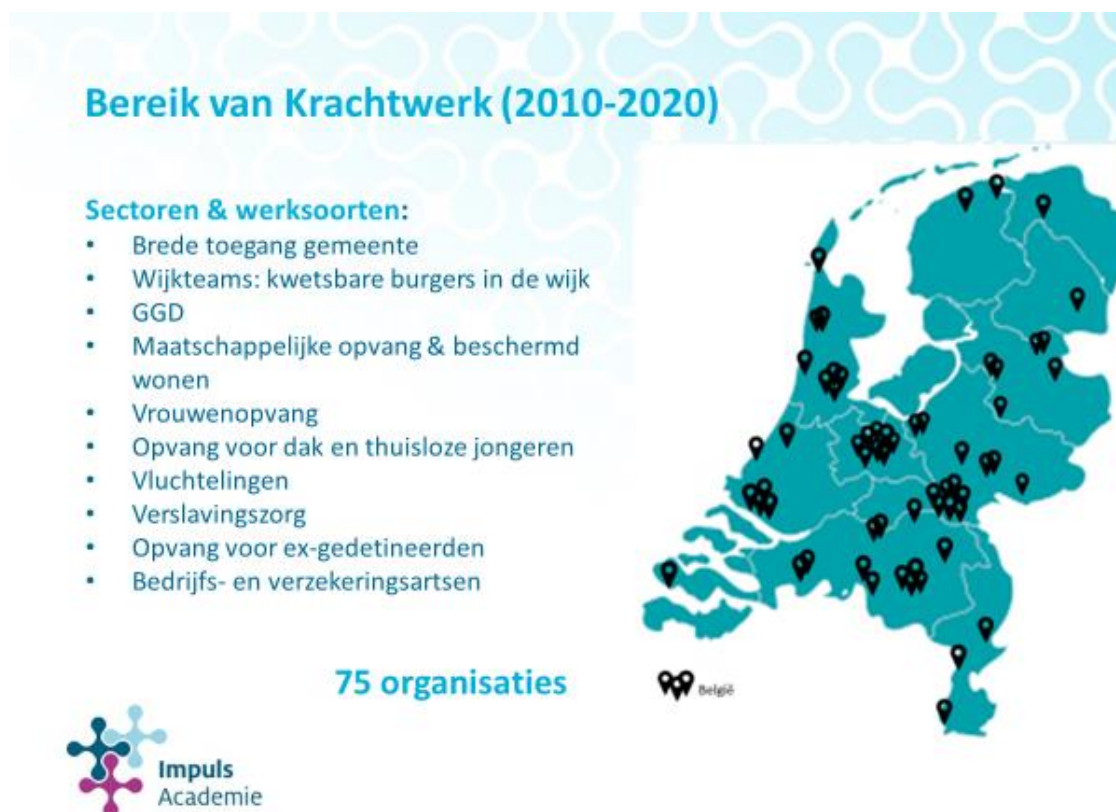 Bereik van Krachtwerk (2010-2020)
Sectoren & werksoorten:
• Brede toegang gemeente
• Wijkteams: kwetsbare burgers in de wijk
• GGD
• Maatschappelijke opvang & beschermd
wonen
• Vrouwenopvang
• Opvang voor dak en thuisloze jongeren
• Vluchtelingen
• Verslavingszorg
• Opvang voor ex-gedetineerden
• Bedrijfs- en verzekeringsartsen
75 organisaties
België
Impuls
Academie